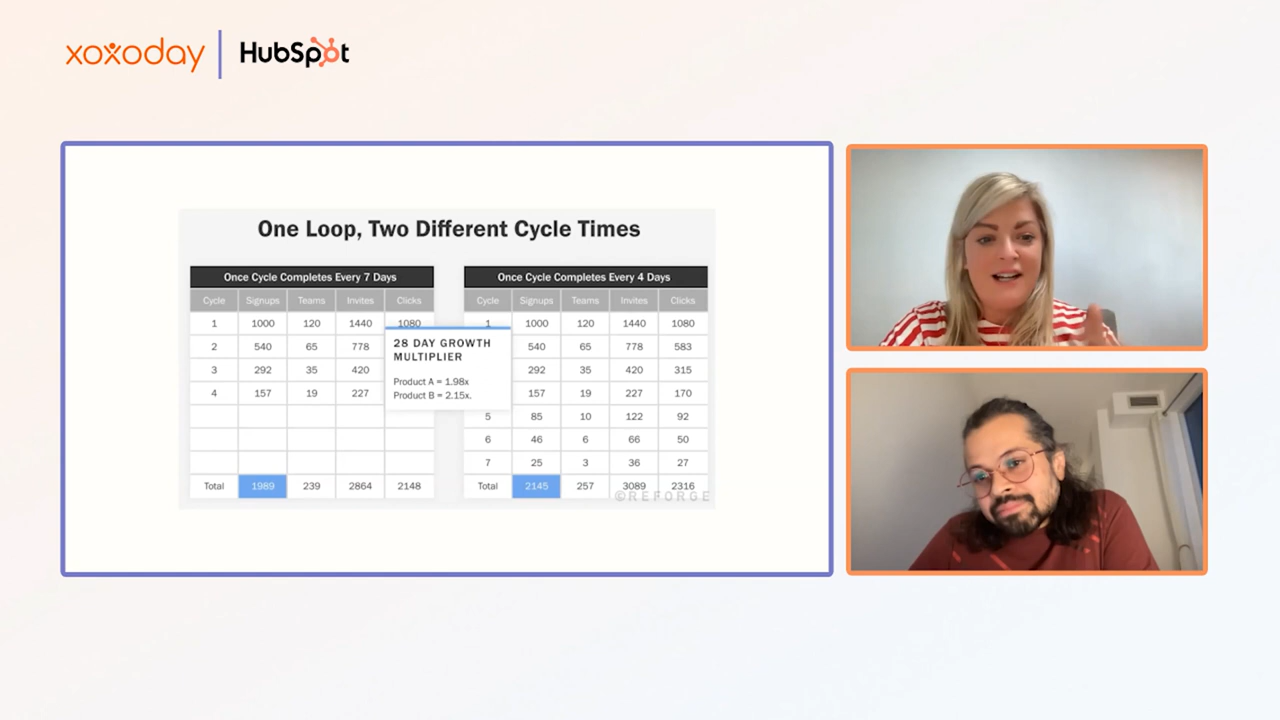 xoxoday HubSpot
One Loop, Two Different Cycle Times
Once Cycle Completes Every 7 Days
Cycle Signups Teams Invites Clicks
1 1000 120 1440 1080
2 540 65 778
3 292 35 420
4 157 19 227
Total 1989 239 2864 2148
28 DAY GROWTH
MULTIPLIER
Product A = 1.98x
Product B = 2.15x.
Once Cycle Completes Every 4 Days
Cycle Signups Teams Invites Clicks
1 1000 120 1440 1080
540 65 778 583
292 35 420 315
157 19 227 170
5 85 10 122 92
6 46 6 66 50
7 25 3 36 27
Total 2145 257 3089 2316
©REFORGE